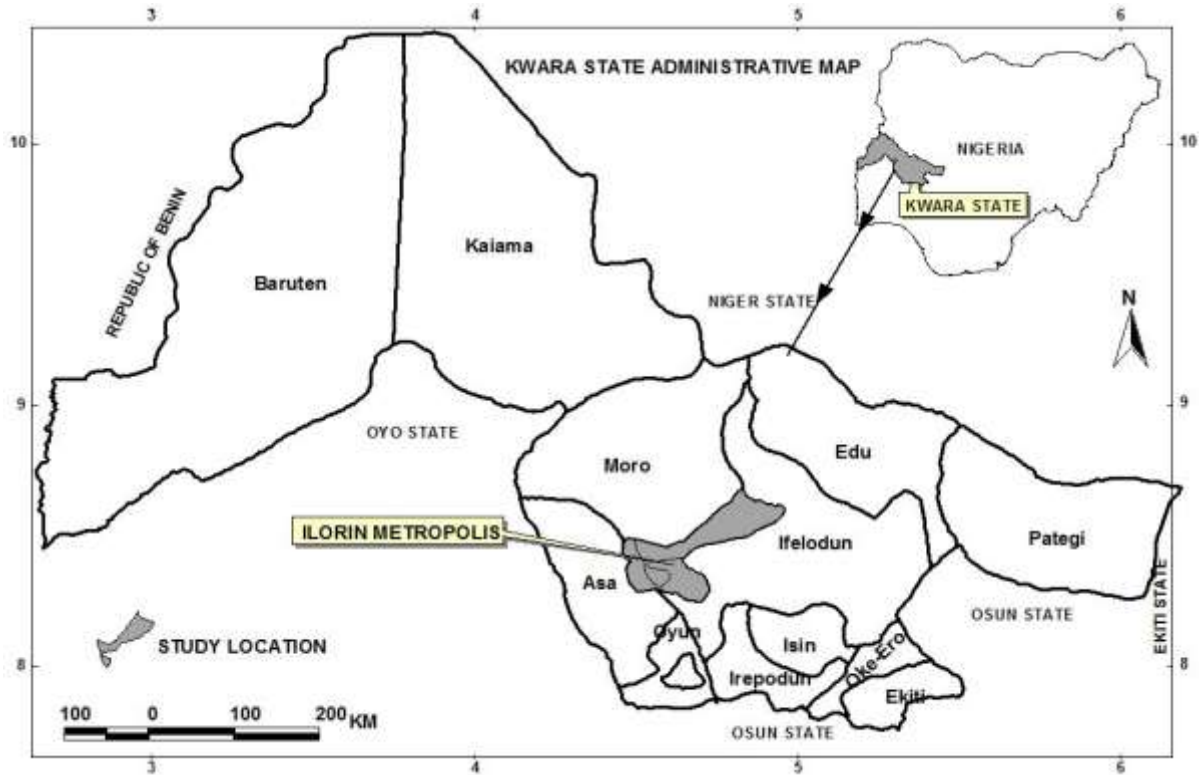 3 4 5 6
KWARA STATE ADMINISTRATIVE MAP
10 10
NIGERIA
KWARA STATE
REPUBLIC OF BENIN
Kaiama
Baruten
NIGER STATE
N
9 9
OYO STATE
Moro
Edu
ILORIN METROPOLIS
Ifelodun
Pategi
Asa
OSUN STATE
EKITI STATE
Oyun
Isin
Oke-Ero
STUDY LOCATION
8 8
Irepodun
Ekiti
100 0 100 200 KM
OSUN STATE
3 4 5 6